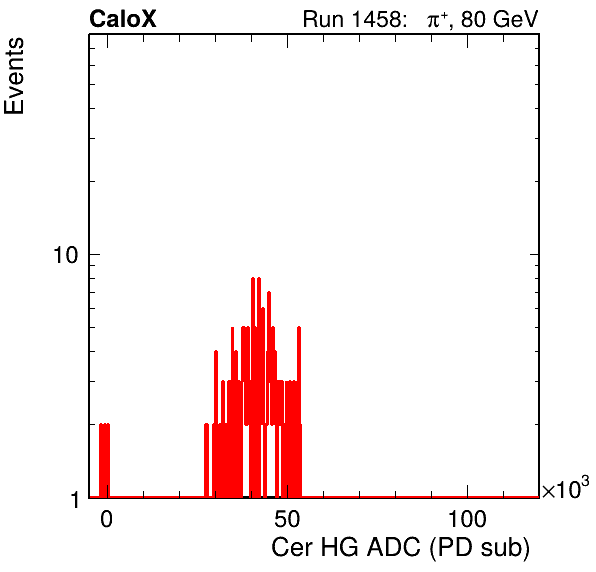 CaloX Run 1458: π⁺, 80 GeV
Events
10
1
0 50 100 ×10³
Cer HG ADC (PD sub)